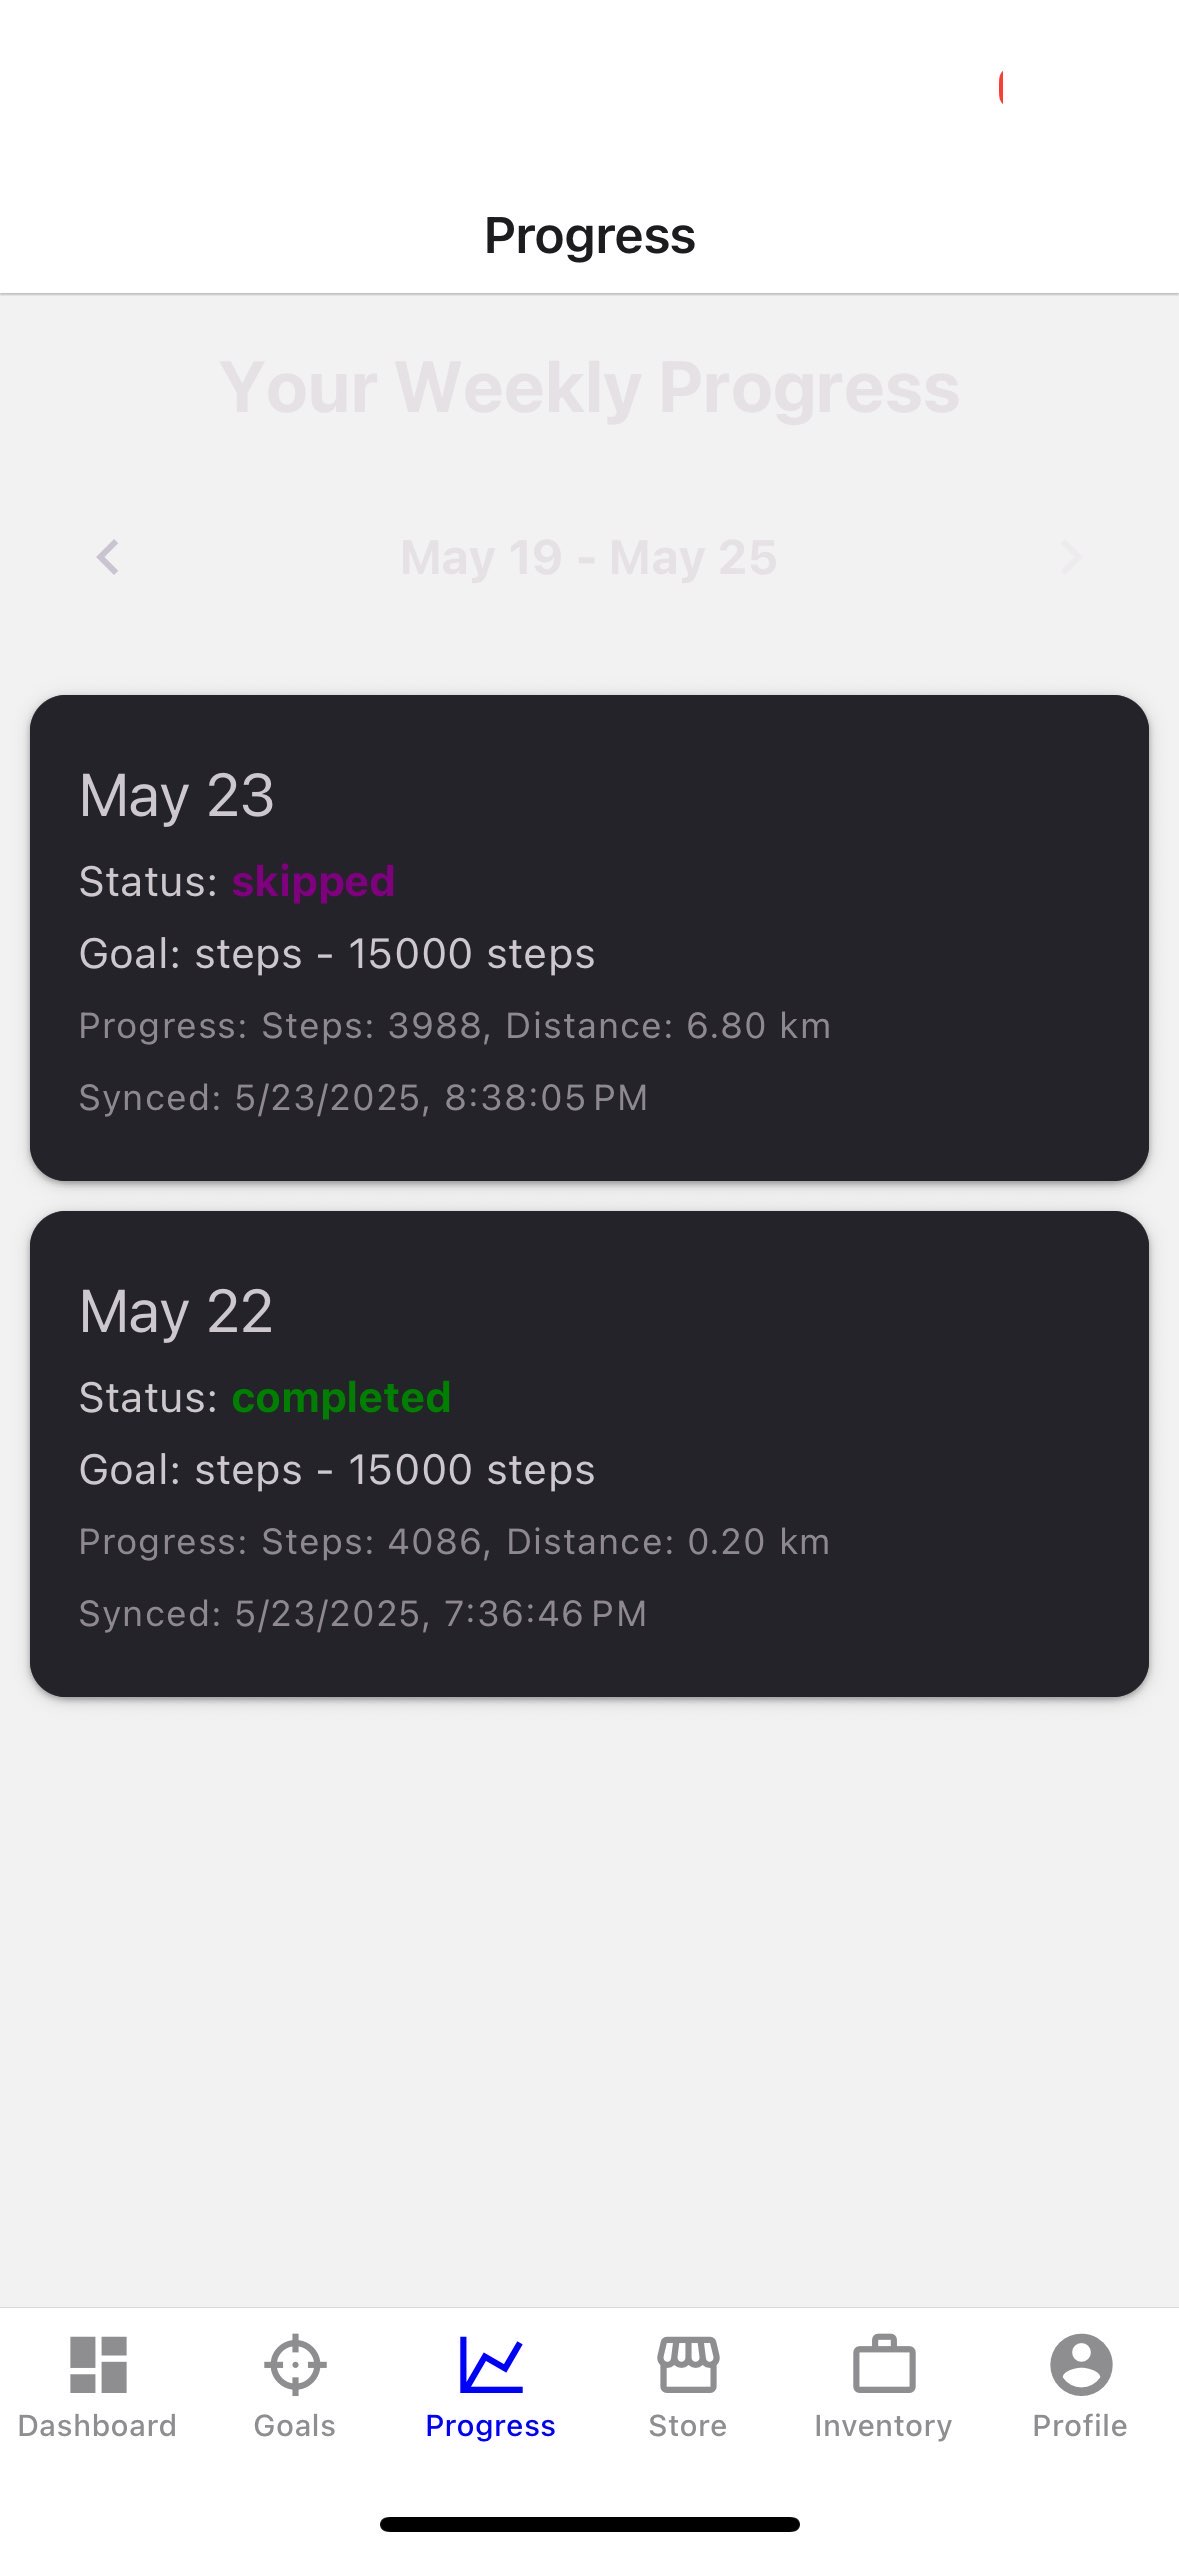 Progress
Your Weekly Progress
May 19 - May 25
May 23
Status: skipped
Goal: steps - 15000 steps
Progress: Steps: 3988, Distance: 6.80 km
Synced: 5/23/2025, 8:38:05 PM
May 22
Status: completed
Goal: steps - 15000 steps
Progress: Steps: 4086, Distance: 0.20 km
Synced: 5/23/2025, 7:36:46 PM
Dashboard Goals Progress Store Inventory Profile